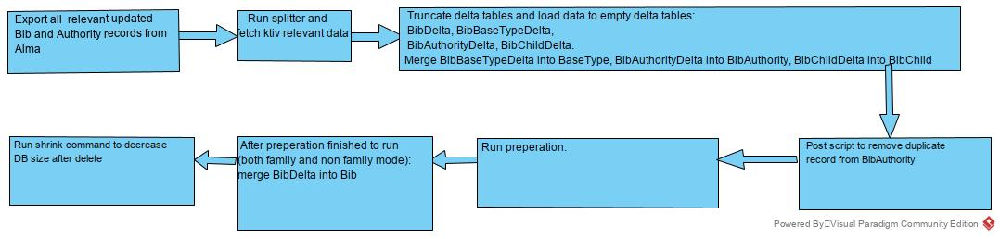 Export all  relevant updated
Bib and Authority records from
Alma
Run splitter and
fetch ktiv relevant data
Truncate delta tables and load data to empty delta tables:
BibDelta, BibBaseTypeDelta,
BibAuthorityDelta, BibChildDelta.
Merge BibBaseTypeDelta into BaseType, BibAuthorityDelta into BibAuthority, BibChildDelta into BibChild
Post script to remove duplicate
record from BibAuthority
Run preperation.
After preperation finished to run
(both family and non family mode):
merge BibDelta into Bib
Run shrink command to decrease
DB size after delete
Powered By Visual Paradigm Community Edition